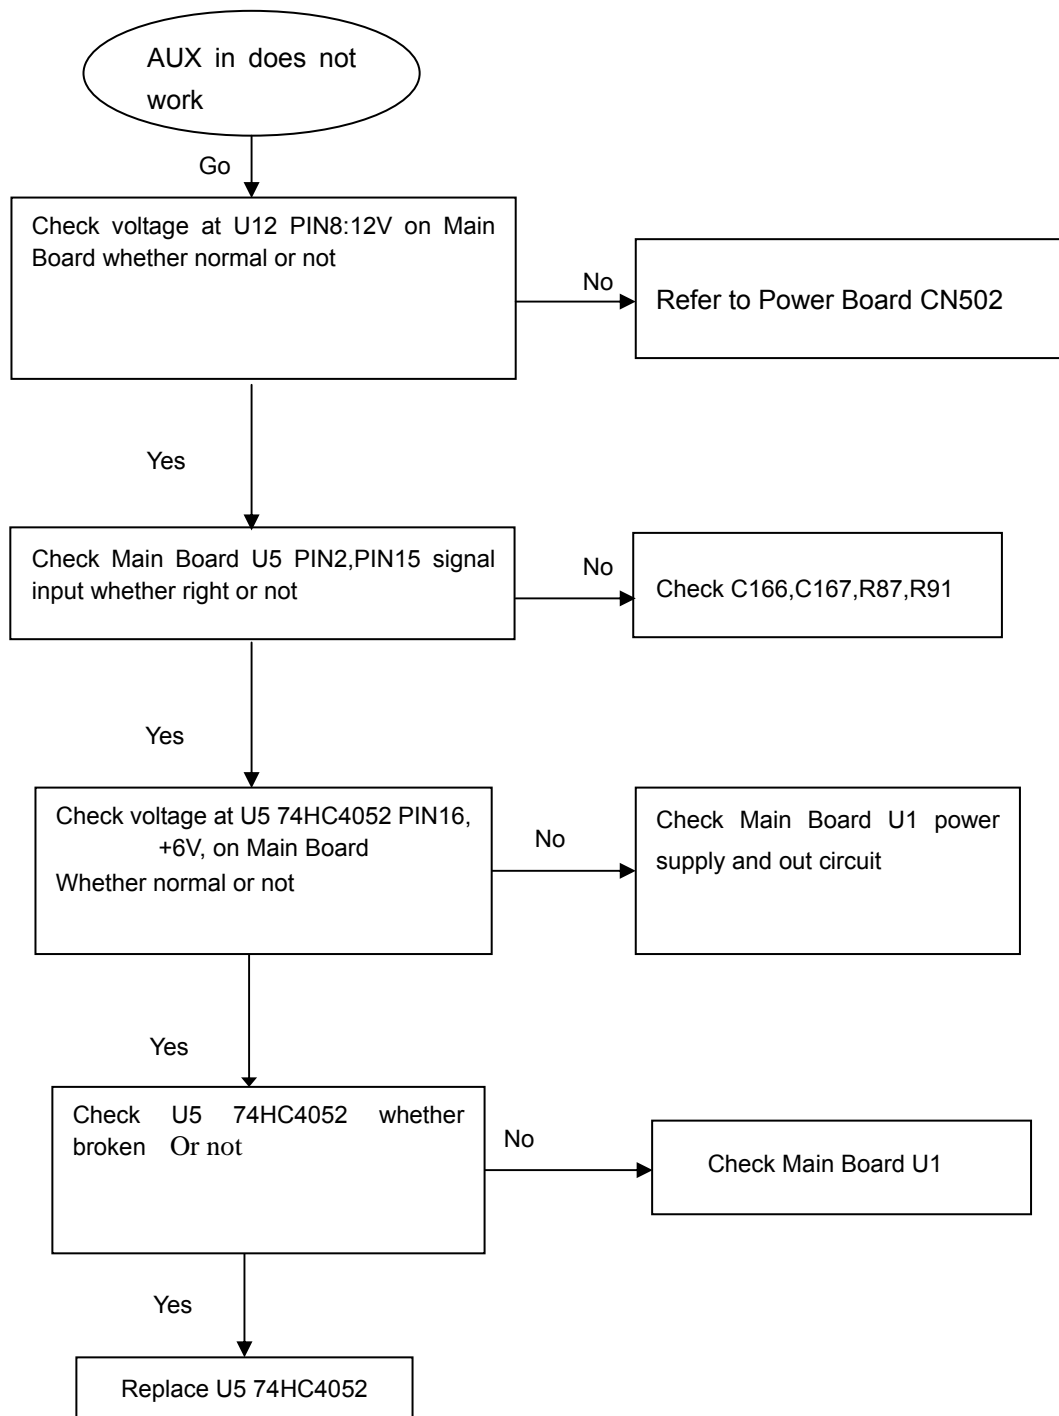 AUX in does not
work
Go
Check voltage at U12 PIN8:12V on Main
Board whether normal or not
No
Refer to Power Board CN502
Yes
Check Main Board U5 PIN2,PIN15 signal
input whether right or not
No
Check C166,C167,R87,R91
Yes
Check voltage at U5 74HC4052 PIN16,
+6V, on Main Board
Whether normal or not
No
Check Main Board U1 power
supply and out circuit
Yes
Check U5 74HC4052 whether
broken Or not
No
Check Main Board U1
Yes
Replace U5 74HC4052